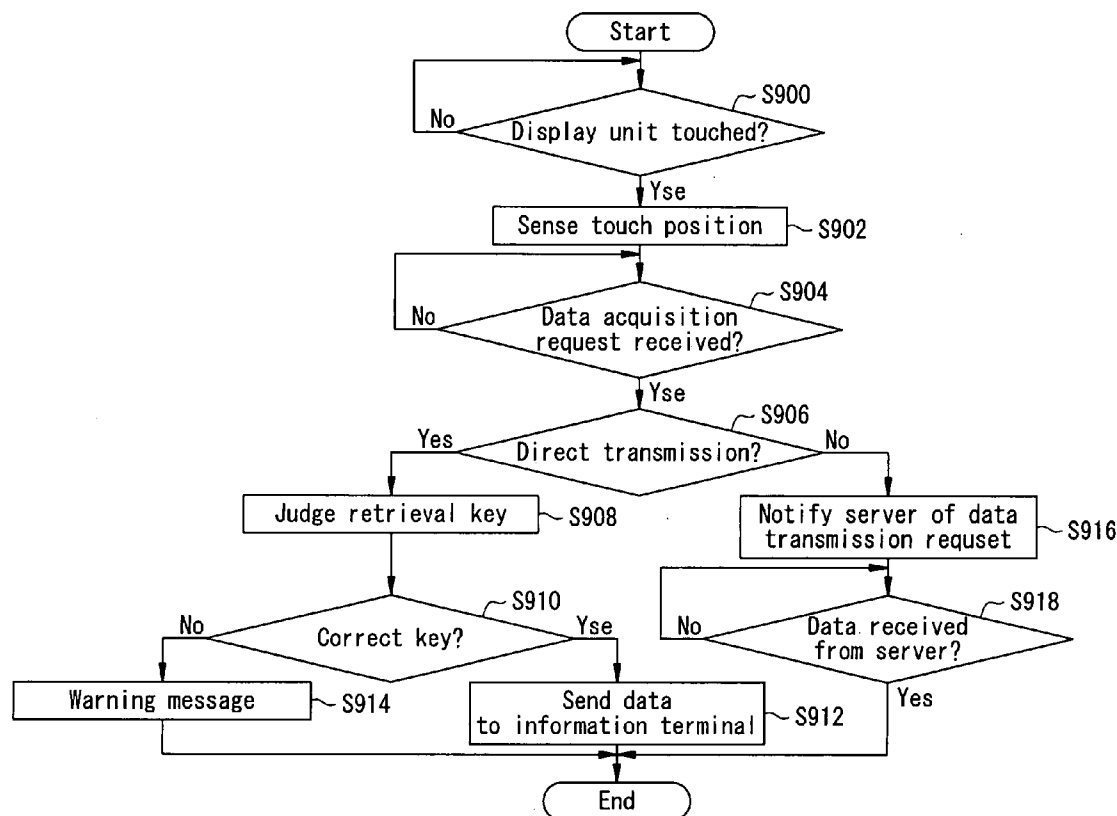 Start
S900
No
Display unit touched?
Yse
Sense touch position
S902
S904
No
Data acquisition
request received?
Yse
S906
Yes
Direct transmission?
No
Judge retrieval key
S908
Notify server of data
transmission requset
S916
S910
No
Correct key?
Yse
S918
No
Data received
from server?
Yes
Warning message
S914
Send data
to information terminal
S912
End